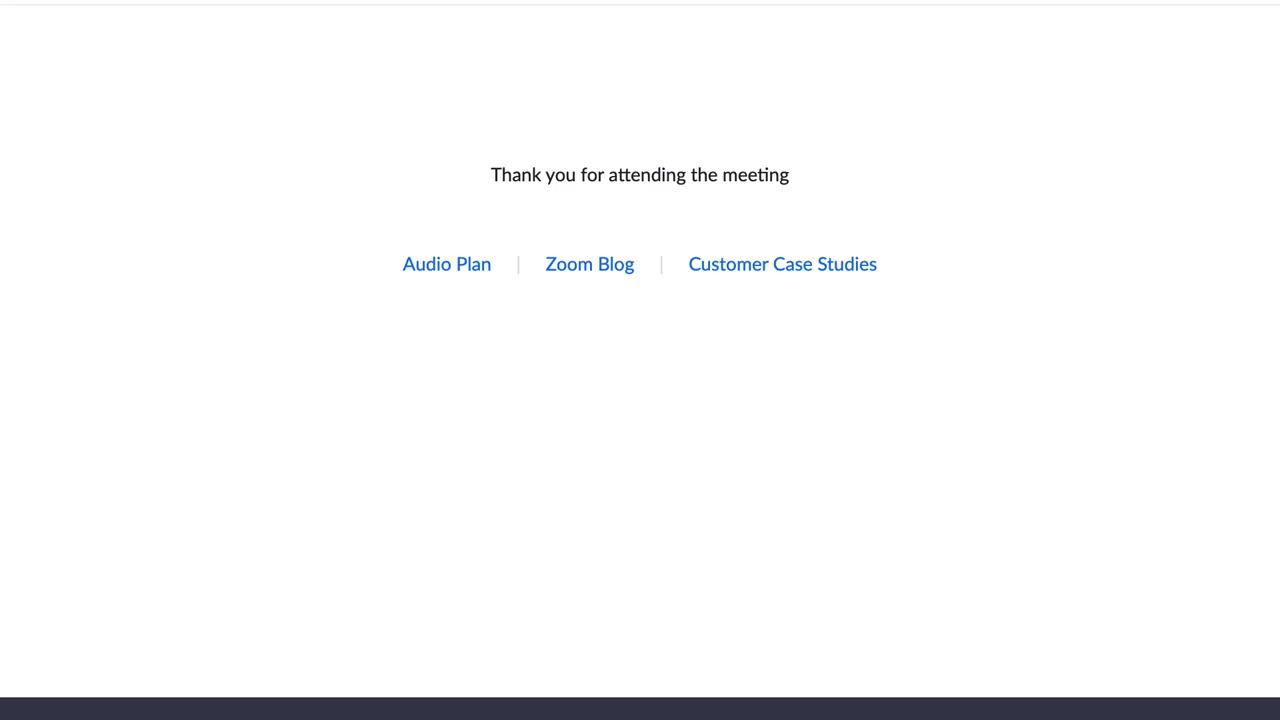 Thank you for attending the meeting
Audio Plan | Zoom Blog | Customer Case Studies